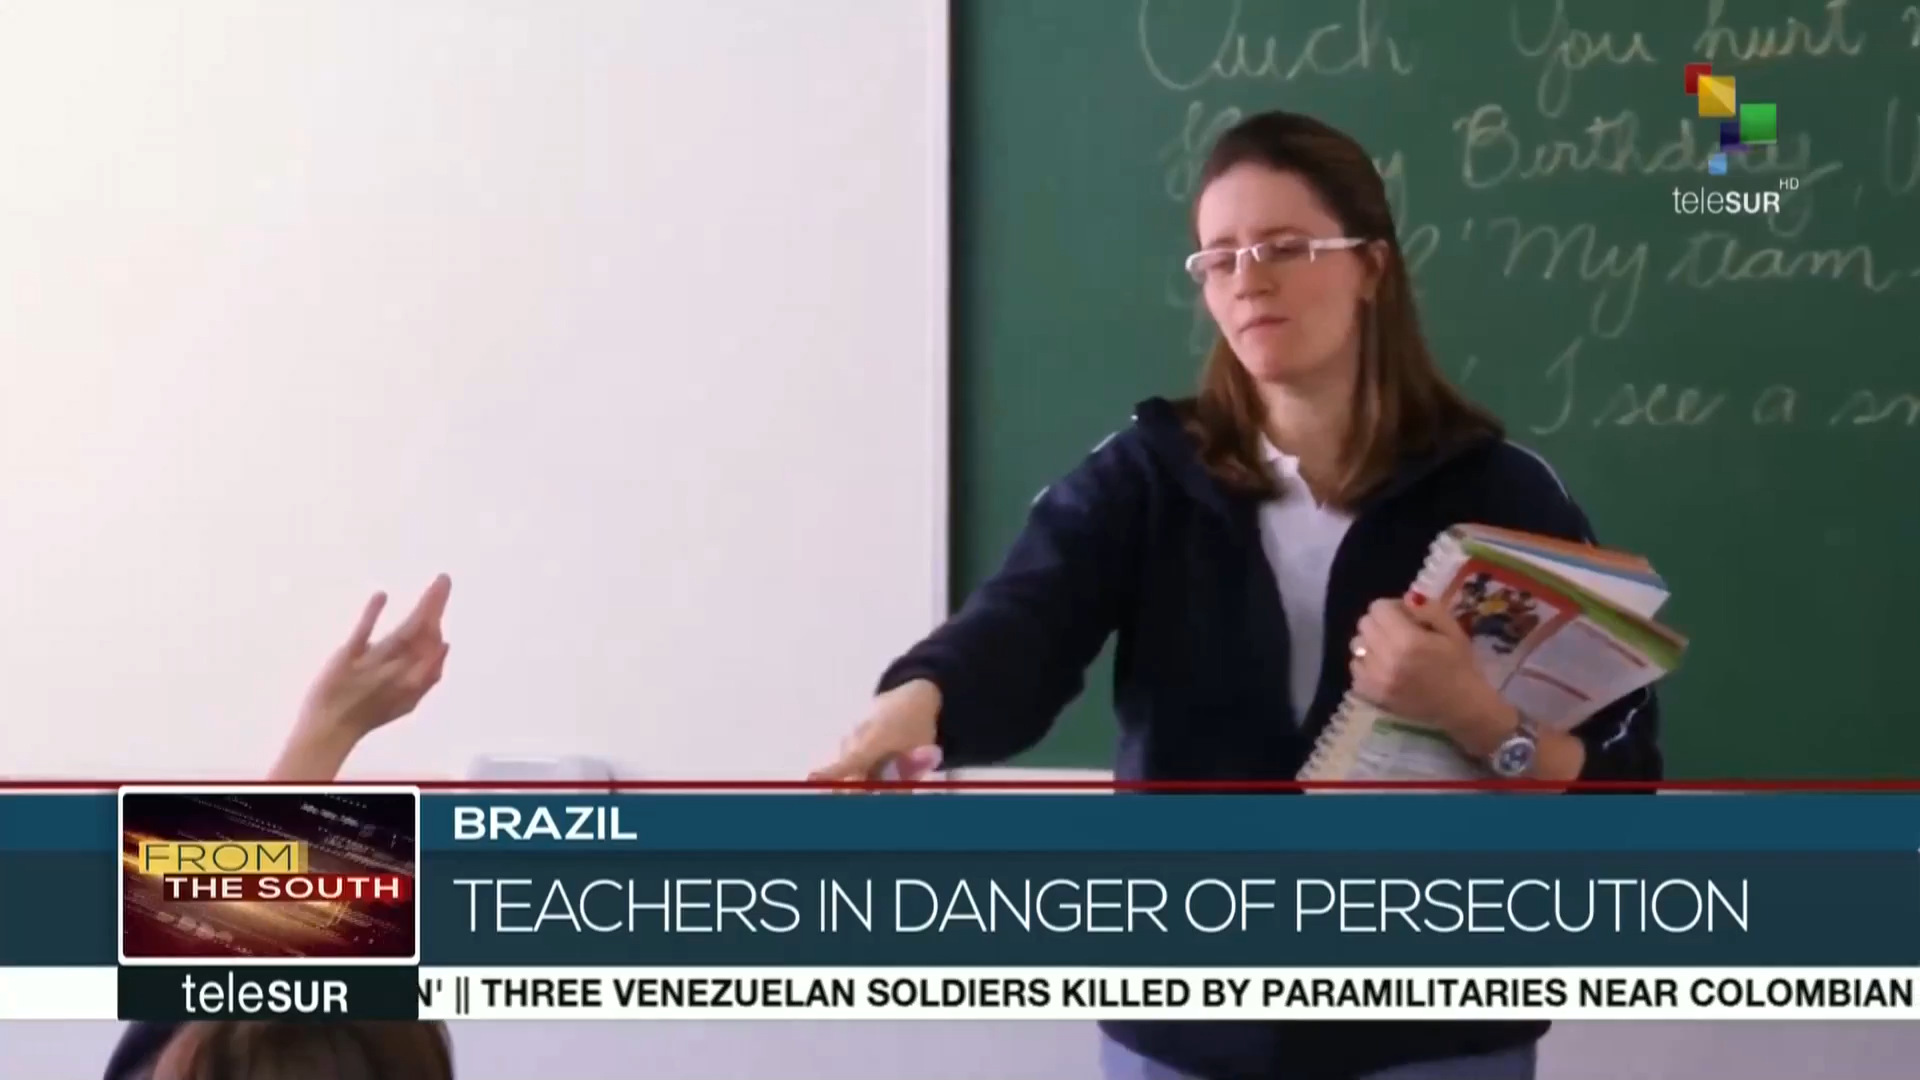 Ouch You hurt
Birthday
teleSUR HD
My team
I see a
BRAZIL
FROM
THE SOUTH
TEACHERS IN DANGER OF PERSECUTION
teleSUR
N' || THREE VENEZUELAN SOLDIERS KILLED BY PARAMILITARIES NEAR COLOMBIAN